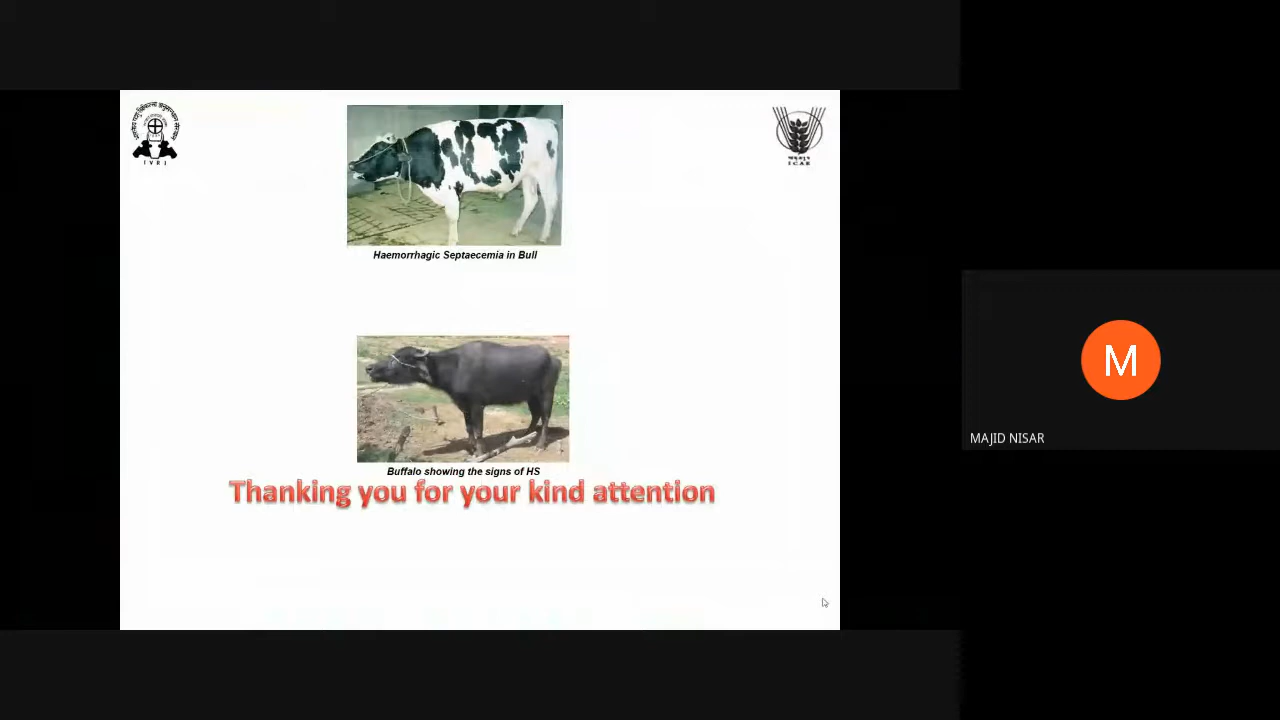 I V R I
Haemorrhagic Septaecemia in Bull
I C A R
Buffalo showing the signs of HS
Thanking you for your kind attention
M
MAJID NISAR